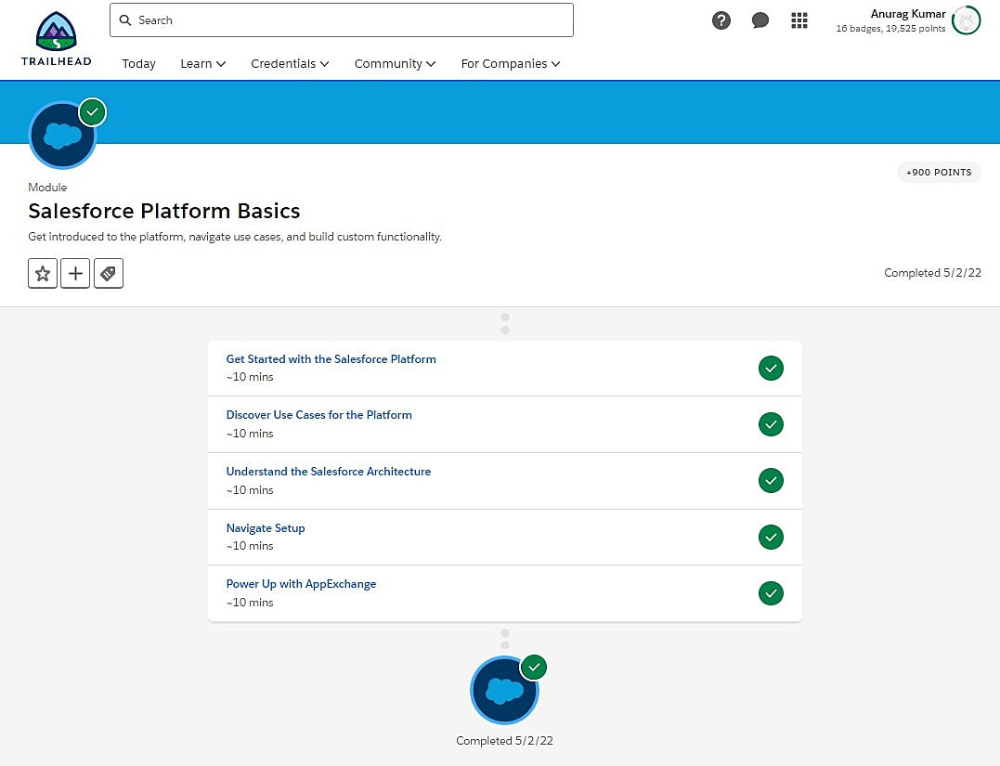 TRAILHEAD
Search
Anurag Kumar
16 badges, 19,525 points
Today Learn Credentials Community For Companies
+900 POINTS
Module
Salesforce Platform Basics
Get introduced to the platform, navigate use cases, and build custom functionality.
Completed 5/2/22
Get Started with the Salesforce Platform
~10 mins
Discover Use Cases for the Platform
~10 mins
Understand the Salesforce Architecture
~10 mins
Navigate Setup
~10 mins
Power Up with AppExchange
~10 mins
Completed 5/2/22